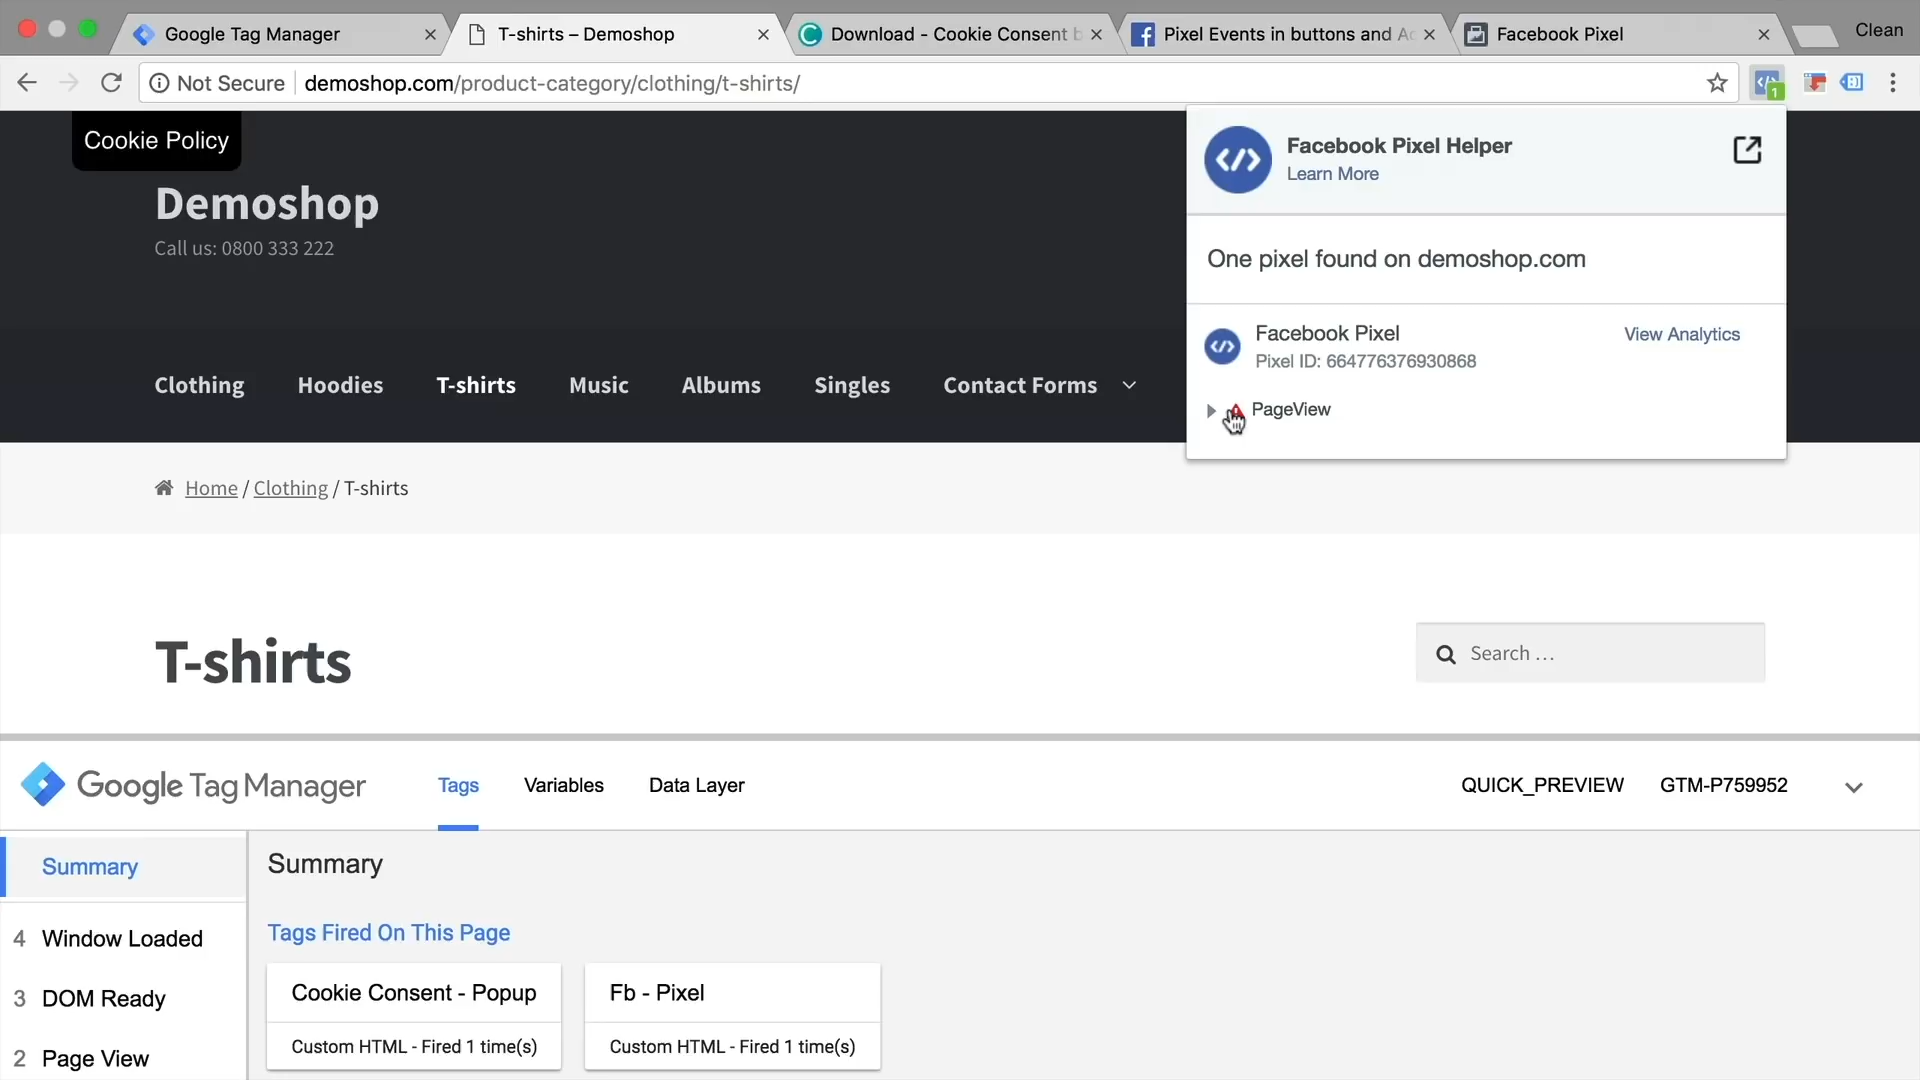 Google Tag Manager
T-shirts – Demoshop
Download - Cookie Consent b
Pixel Events in buttons and Ac
Facebook Pixel
Clean
Not Secure
demoshop.com/product-category/clothing/t-shirts/
1
Cookie Policy
Demoshop
Call us: 0800 333 222
Facebook Pixel Helper
Learn More
One pixel found on demoshop.com
Facebook Pixel
View Analytics
Pixel ID: 664776376930868
PageView
Clothing
Hoodies
T-shirts
Music
Albums
Singles
Contact Forms
Home / Clothing / T-shirts
T-shirts
Search …
Google Tag Manager
Tags
Variables
Data Layer
QUICK_PREVIEW
GTM-P759952
Summary
4 Window Loaded
3 DOM Ready
2 Page View
Summary
Tags Fired On This Page
Cookie Consent - Popup
Custom HTML - Fired 1 time(s)
Fb - Pixel
Custom HTML - Fired 1 time(s)